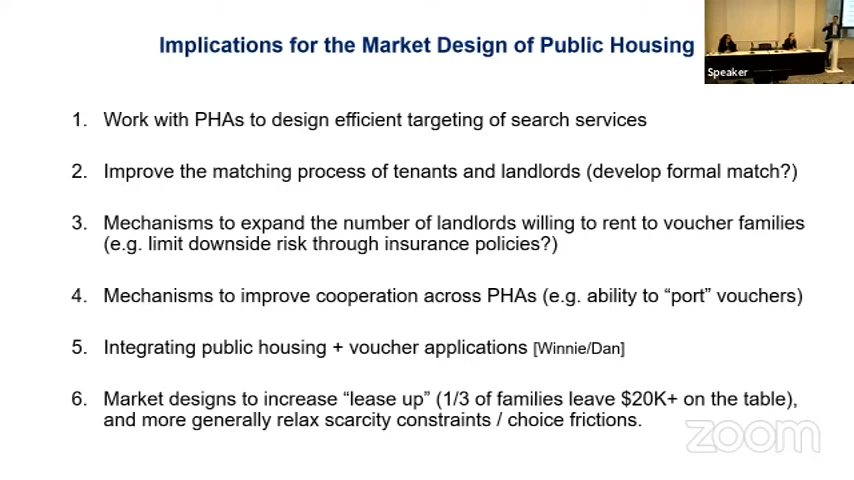 Implications for the Market Design of Public Housing
Speaker
1. Work with PHAs to design efficient targeting of search services
2. Improve the matching process of tenants and landlords (develop formal match?)
3. Mechanisms to expand the number of landlords willing to rent to voucher families
(e.g. limit downside risk through insurance policies?)
4. Mechanisms to improve cooperation across PHAs (e.g. ability to “port” vouchers)
5. Integrating public housing + voucher applications [Winnie/Dan]
6. Market designs to increase “lease up” (1/3 of families leave $20K+ on the table),
and more generally relax scarcity constraints / choice frictions.
zoom